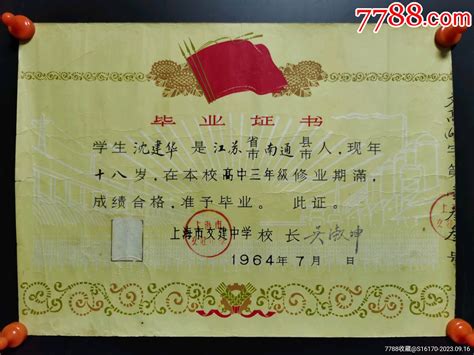 7788.com
毕业证书
学生沈建华是江苏省市南通县市人，现年
十八岁，在本校高中三年级修业期满，
成绩合格，准予毕业。 此证。
上海市文建中学 校 长
1964年7月 日
7788收藏@S16170-2023.09.16